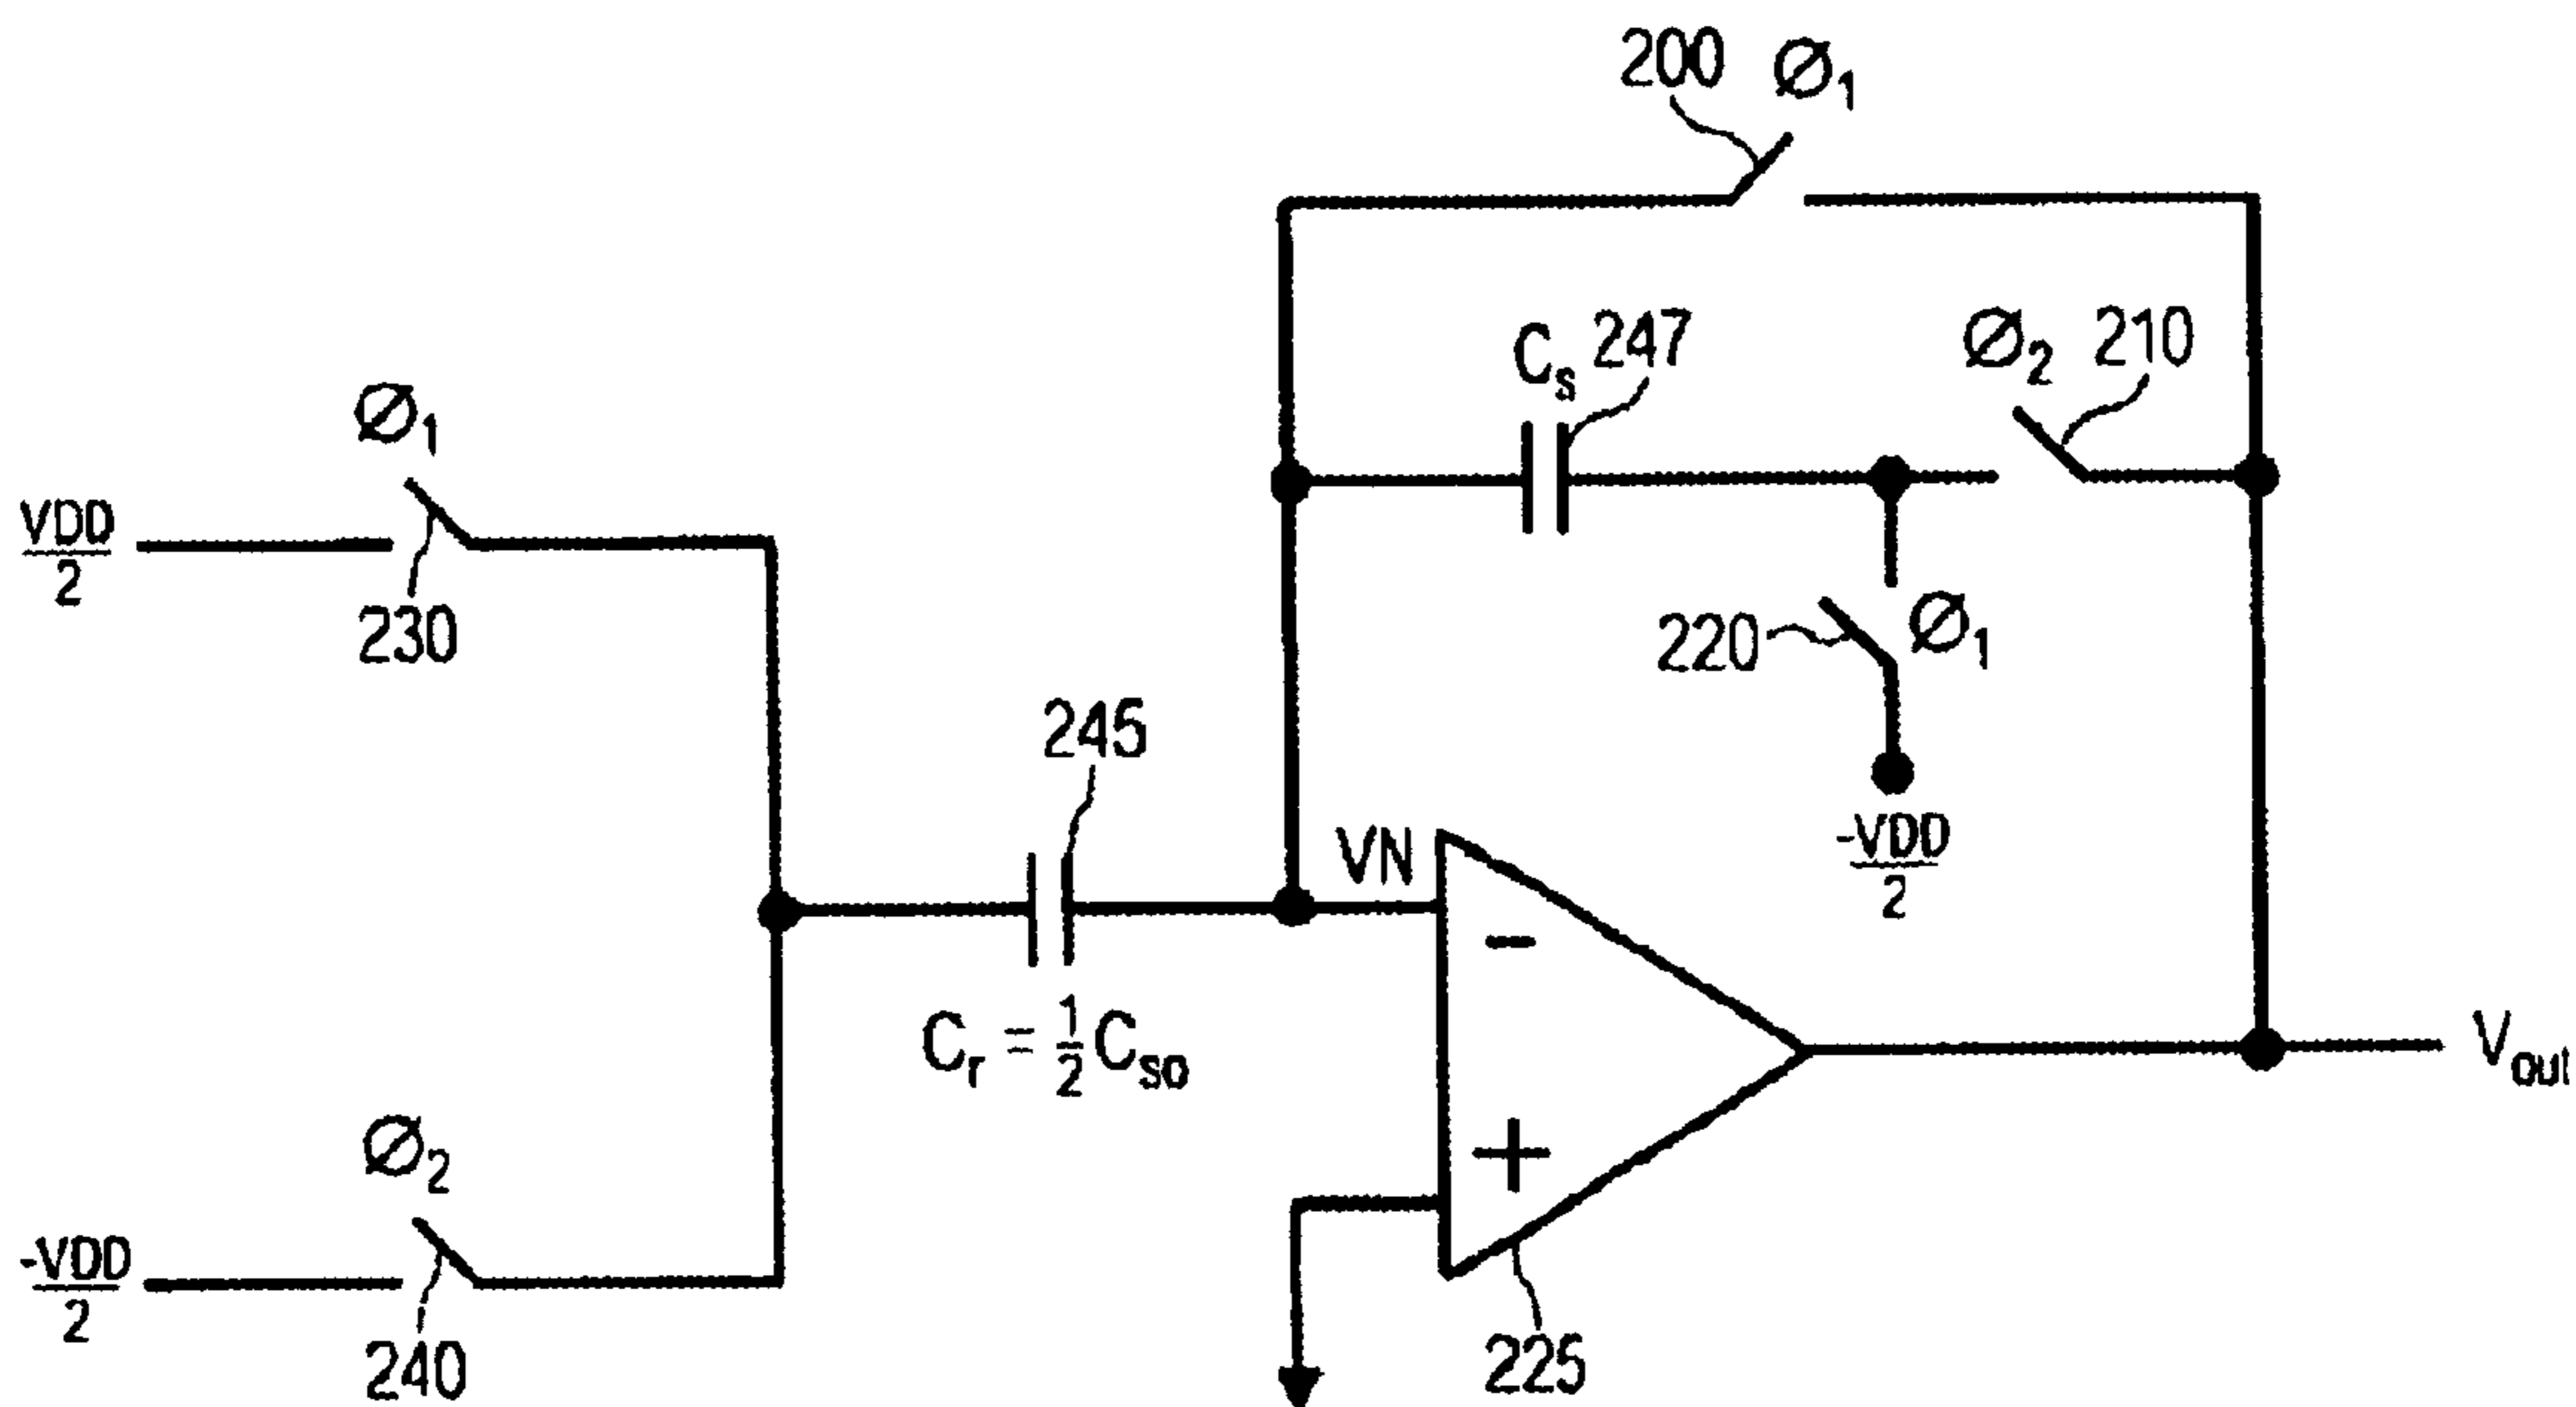 200 Ø1
Cs 247
Ø2 210
Ø1
VDD
2
230
220 Ø1
-VDD
2
245
VN
-
+
Cr = 1/2 Cso
Vout
Ø2
-VDD
2
240
225